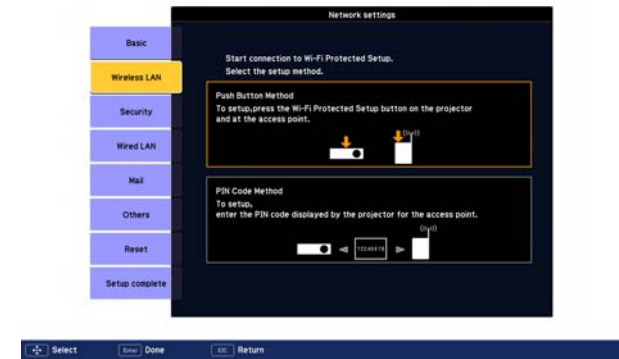 Network settings
Basic
Wireless LAN
Security
Wired LAN
Mail
Others
Reset
Setup complete
Start connection to Wi-Fi Protected Setup.
Select the setup method.
Push Button Method
To setup,press the Wi-Fi Protected Setup button on the projector
and at the access point.
PIN Code Method
To setup,
enter the PIN code displayed by the projector for the access point.
Select
Enter Done
ESC Return